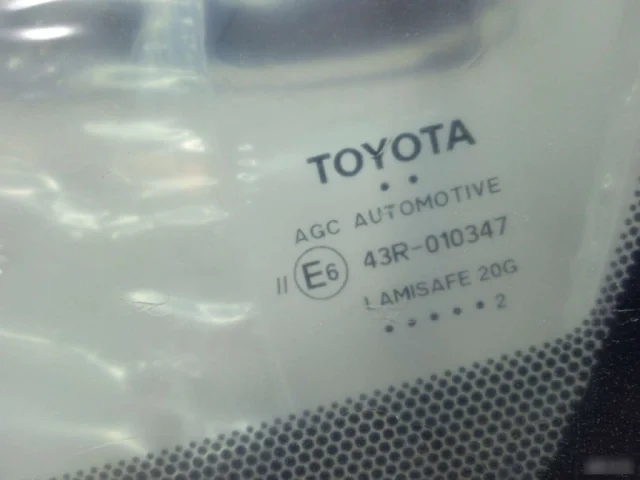 TOYOTA
• •
AGC AUTOMOTIVE
II E6 43R-010347
LAMISAFE 20G
• • • • • 2